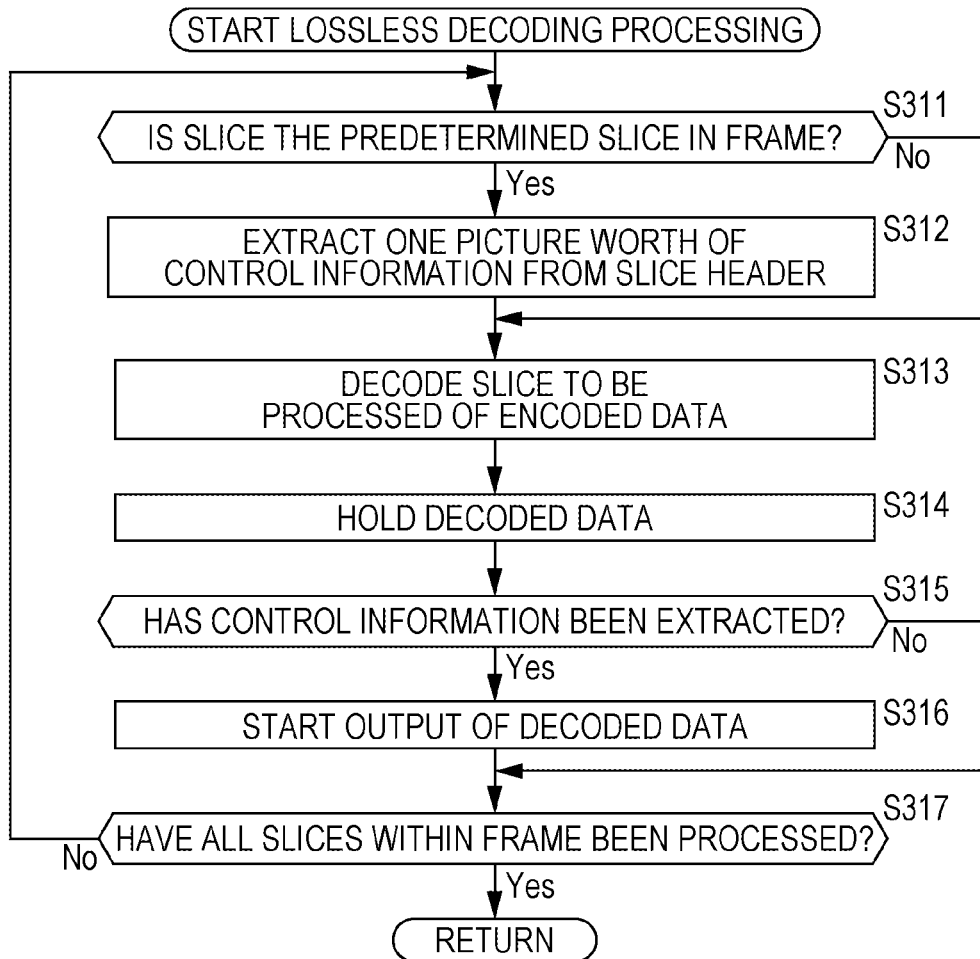 START LOSSLESS DECODING PROCESSING
S311
IS SLICE THE PREDETERMINED SLICE IN FRAME?
No
Yes
S312
EXTRACT ONE PICTURE WORTH OF
CONTROL INFORMATION FROM SLICE HEADER
S313
DECODE SLICE TO BE
PROCESSED OF ENCODED DATA
S314
HOLD DECODED DATA
S315
HAS CONTROL INFORMATION BEEN EXTRACTED?
No
Yes
S316
START OUTPUT OF DECODED DATA
S317
HAVE ALL SLICES WITHIN FRAME BEEN PROCESSED?
No
Yes
RETURN